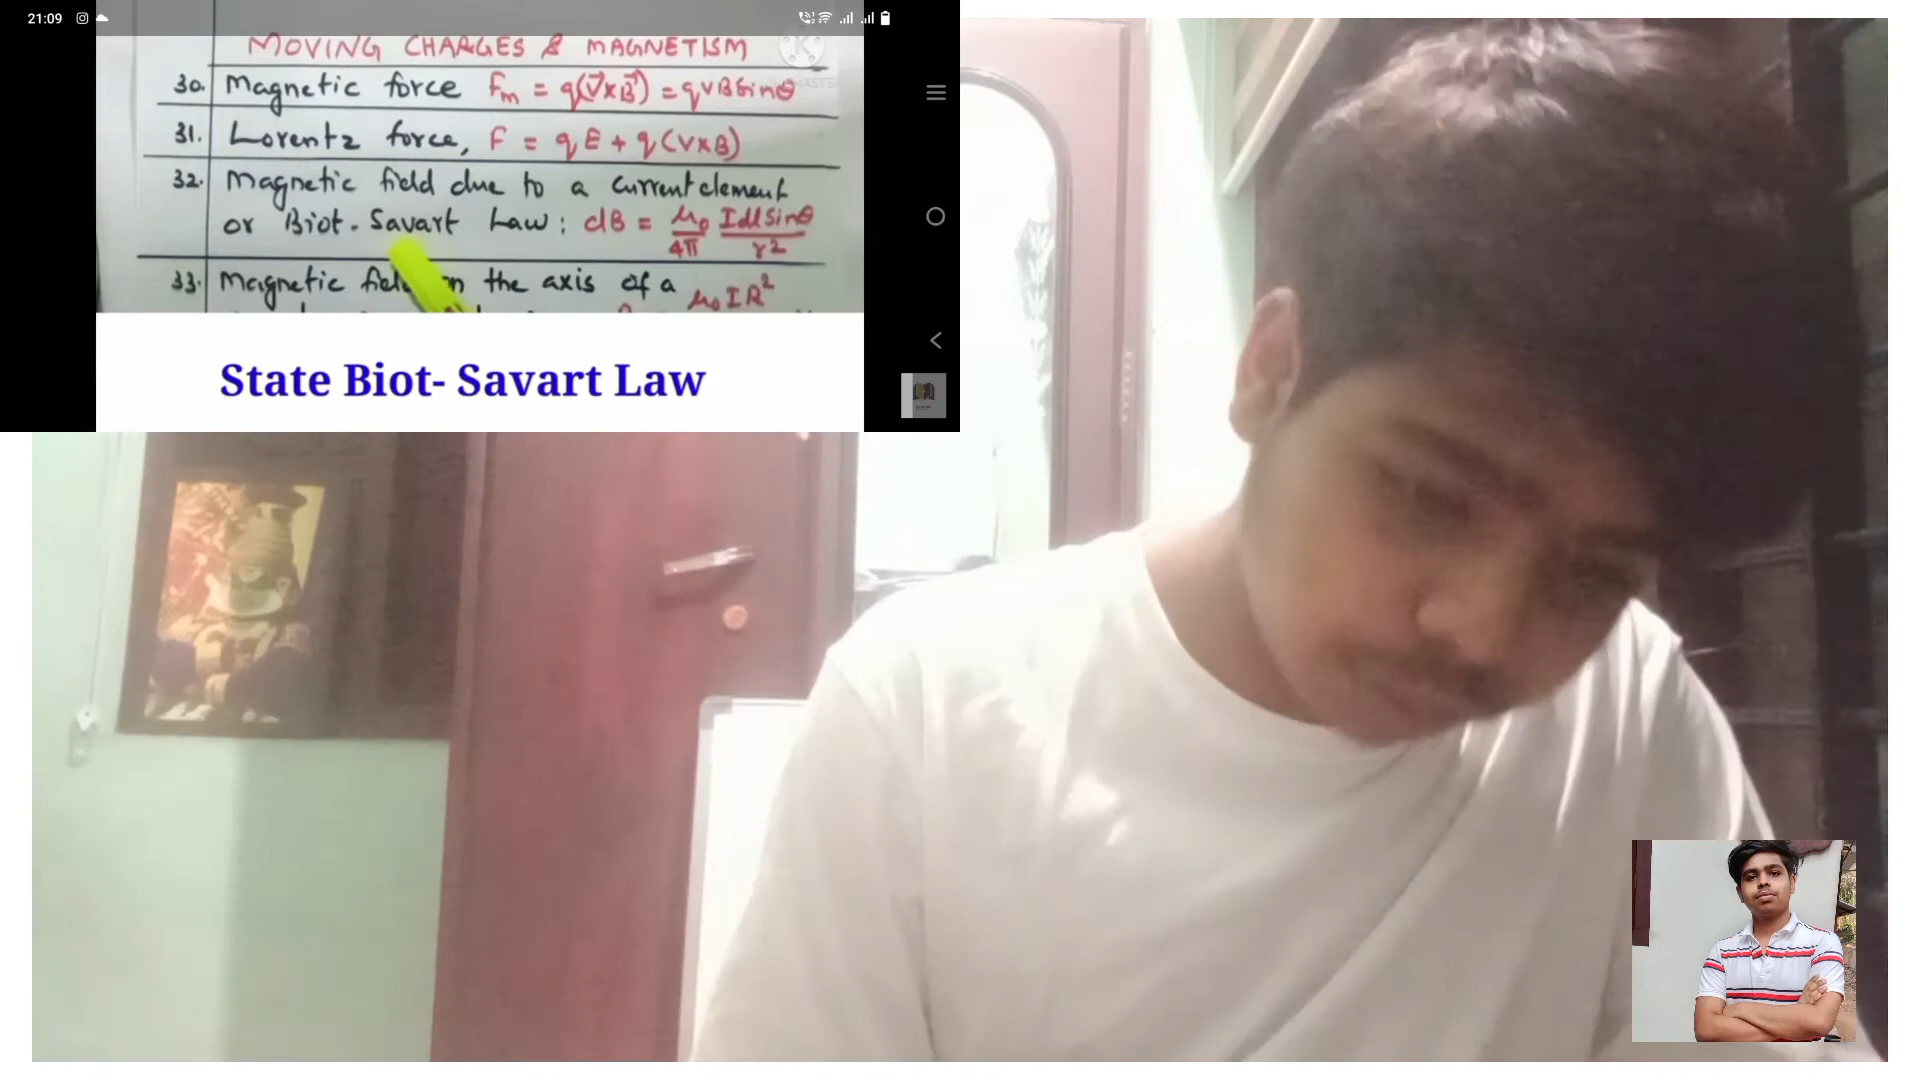 21:09
MOVING CHARGES & MAGNETISM
30. Magnetic force Fm = q(V⃗×B⃗) = qVBSinθ
31. Lorentz force, F = qE + q(V×B)
32. Magnetic field due to a current element
or Biot-Savart Law: dB = μ0/4π Idlsinθ/r2
33. Magnetic the axis of a μ0IR²
State Biot- Savart Law